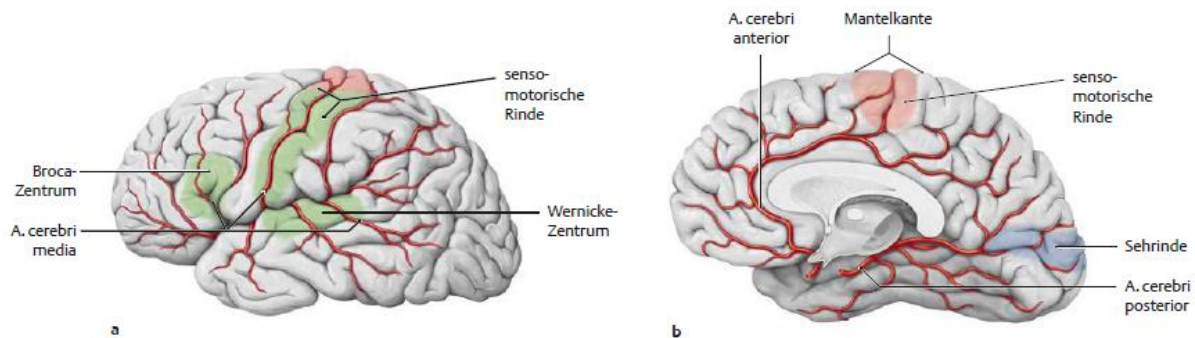 senso-
motorische
Rinde
Broca-
Zentrum
A. cerebri
media
Wernicke-
Zentrum
a
A. cerebri
anterior
Mantelkante
senso-
motorische
Rinde
Sehrinde
A. cerebri
posterior
b